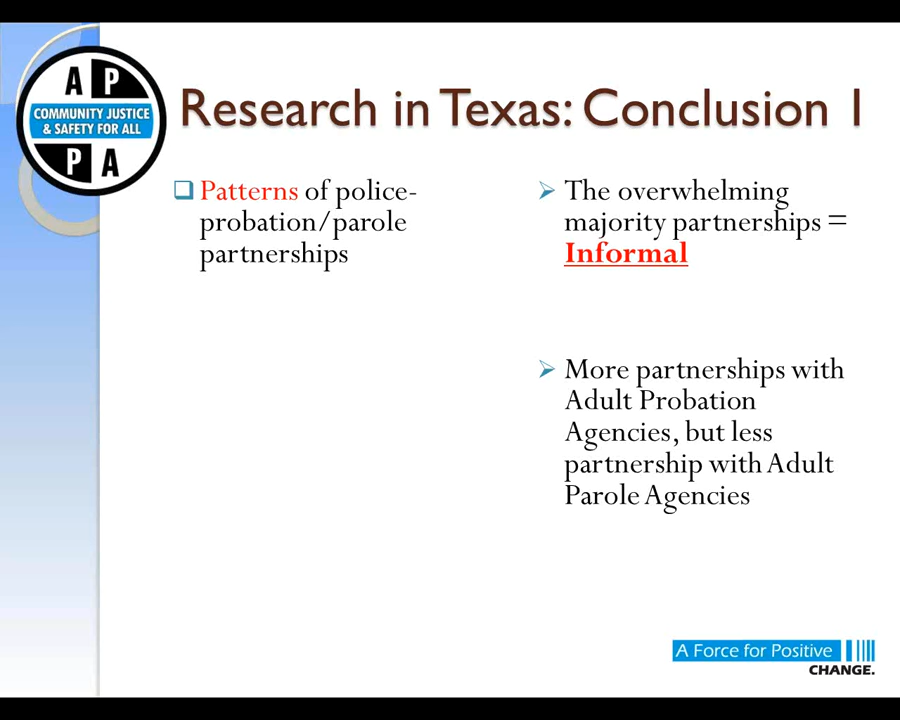 A P
COMMUNITY JUSTICE
& SAFETY FOR ALL
P A
Research in Texas: Conclusion 1
Patterns of police-
probation/parole
partnerships
The overwhelming
majority partnerships =
Informal
More partnerships with
Adult Probation
Agencies, but less
partnership with Adult
Parole Agencies
A Force for Positive
CHANGE.